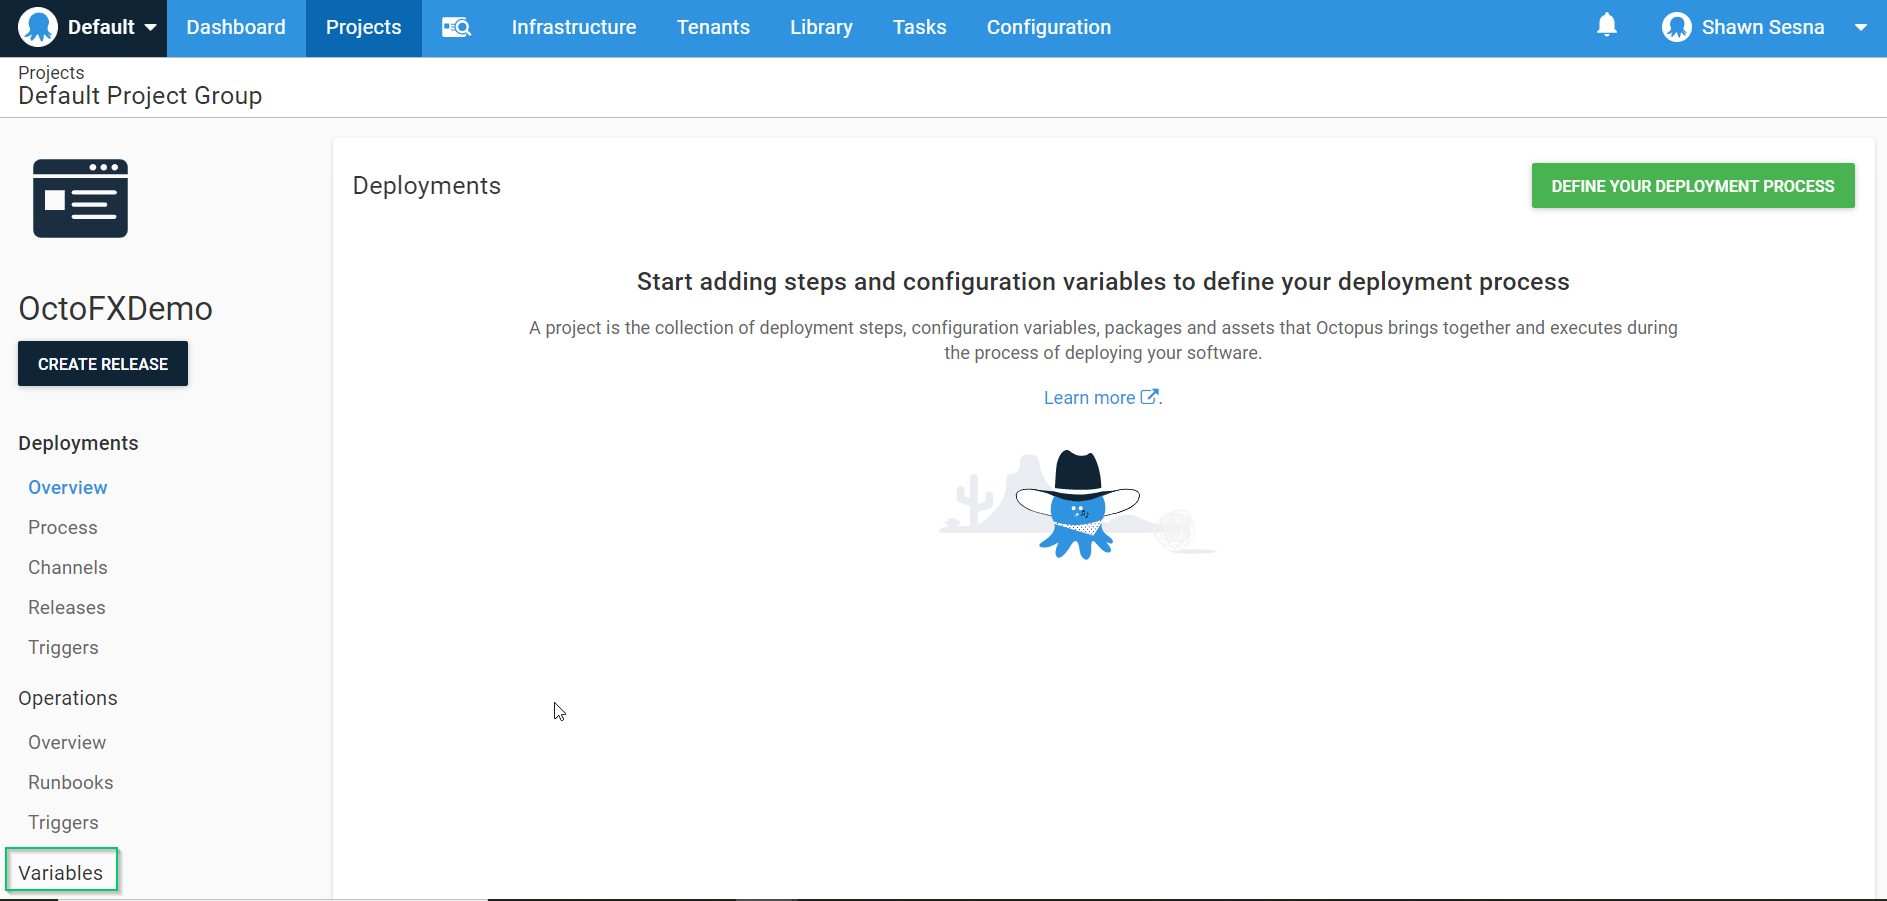 Default Dashboard Projects Infrastructure Tenants Library Tasks Configuration Shawn Sesna
Projects
Default Project Group
Deployments
DEFINE YOUR DEPLOYMENT PROCESS
Start adding steps and configuration variables to define your deployment process
A project is the collection of deployment steps, configuration variables, packages and assets that Octopus brings together and executes during
the process of deploying your software.
Learn more .
OctoFXDemo
CREATE RELEASE
Deployments
Overview
Process
Channels
Releases
Triggers
Operations
Overview
Runbooks
Triggers
Variables